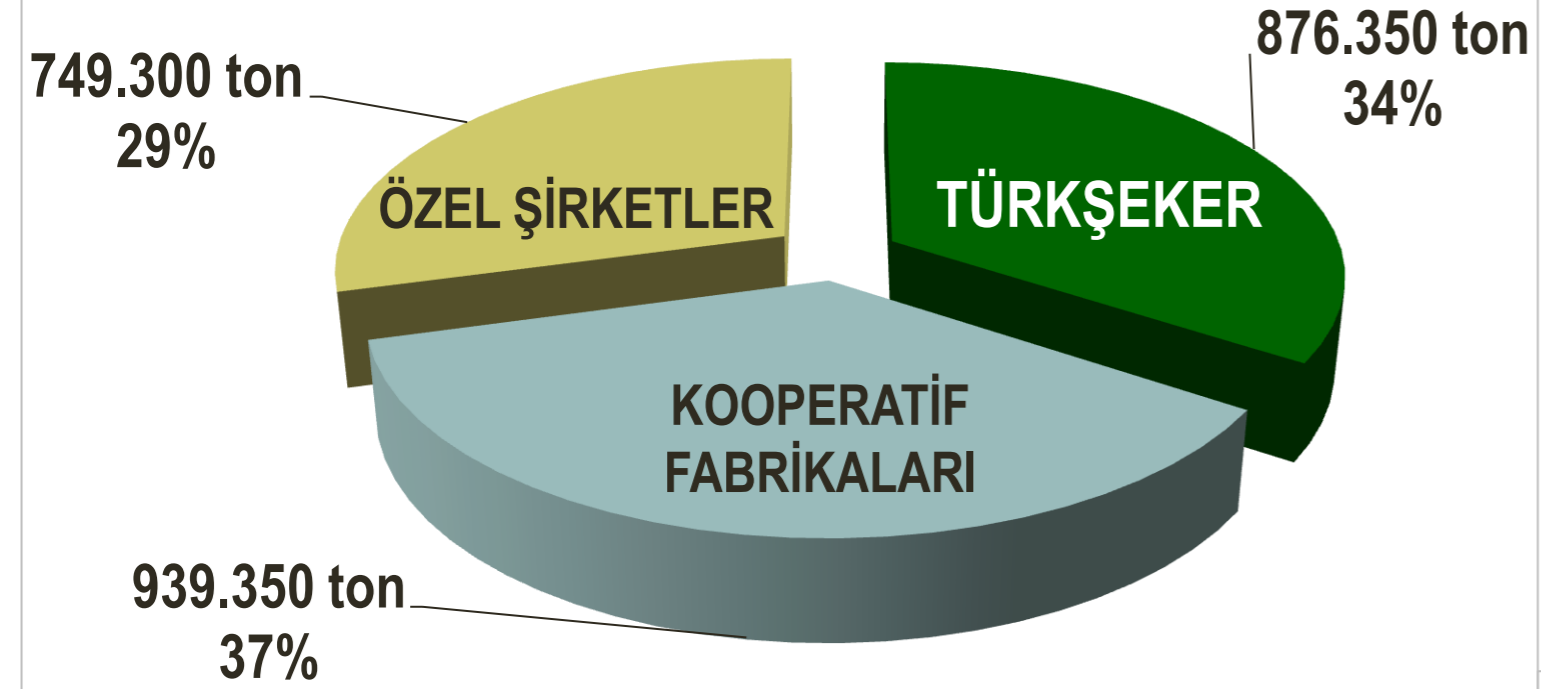 876.350 ton
34%
749.300 ton
29%
ÖZEL ŞİRKETLER
TÜRKŞEKER
KOOPERATİF
FABRİKALARI
939.350 ton
37%